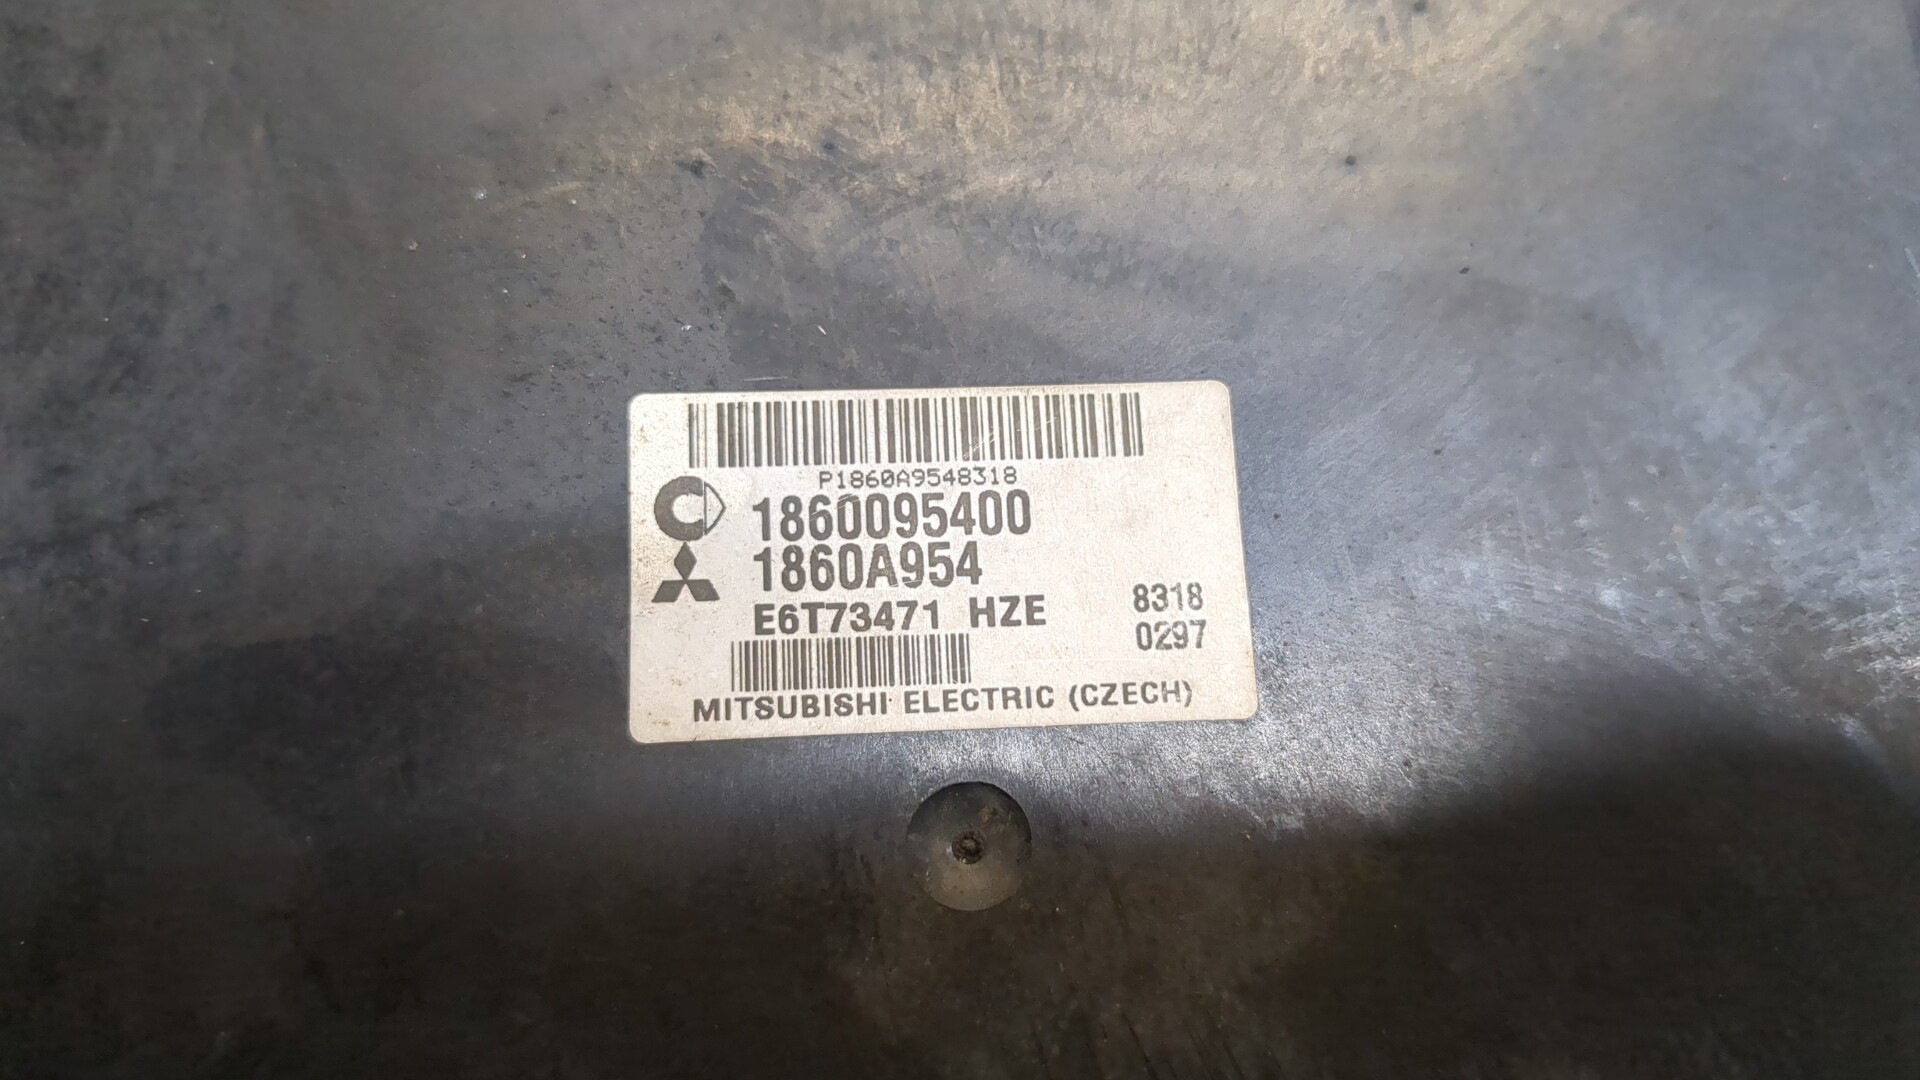 P1860A9548318
1860095400
1860A954
E6T73471 HZE
8318
0297
MITSUBISHI ELECTRIC (CZECH)